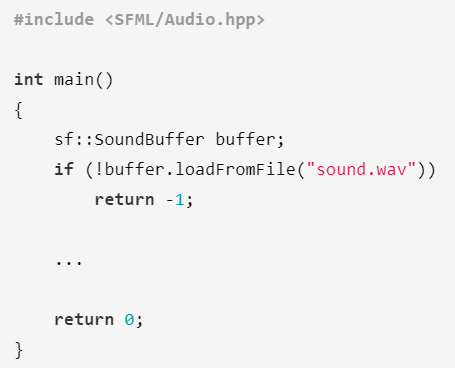 #include <SFML/Audio.hpp>
int main()
{
    sf::SoundBuffer buffer;
    if (!buffer.loadFromFile("sound.wav"))
        return -1;
    ...
    return 0;
}